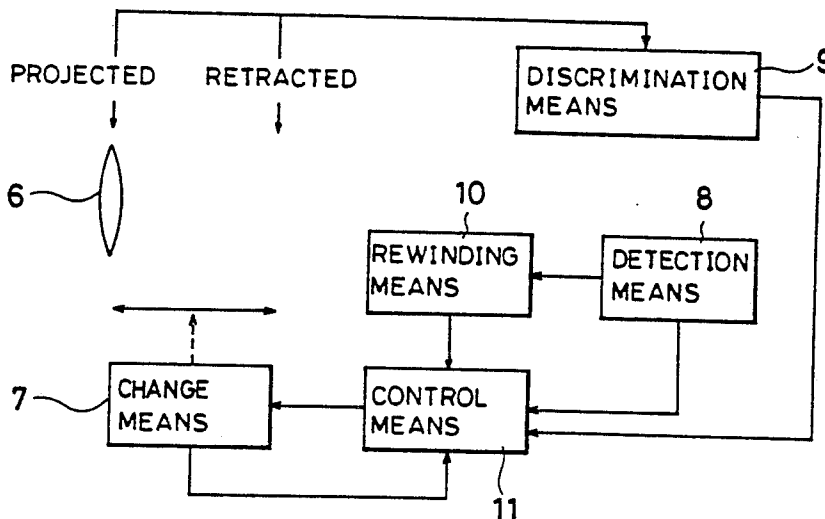 9
PROJECTED RETRACTED
DISCRIMINATION
MEANS
6
10
8
REWINDING
MEANS
DETECTION
MEANS
7
CHANGE
MEANS
CONTROL
MEANS
11